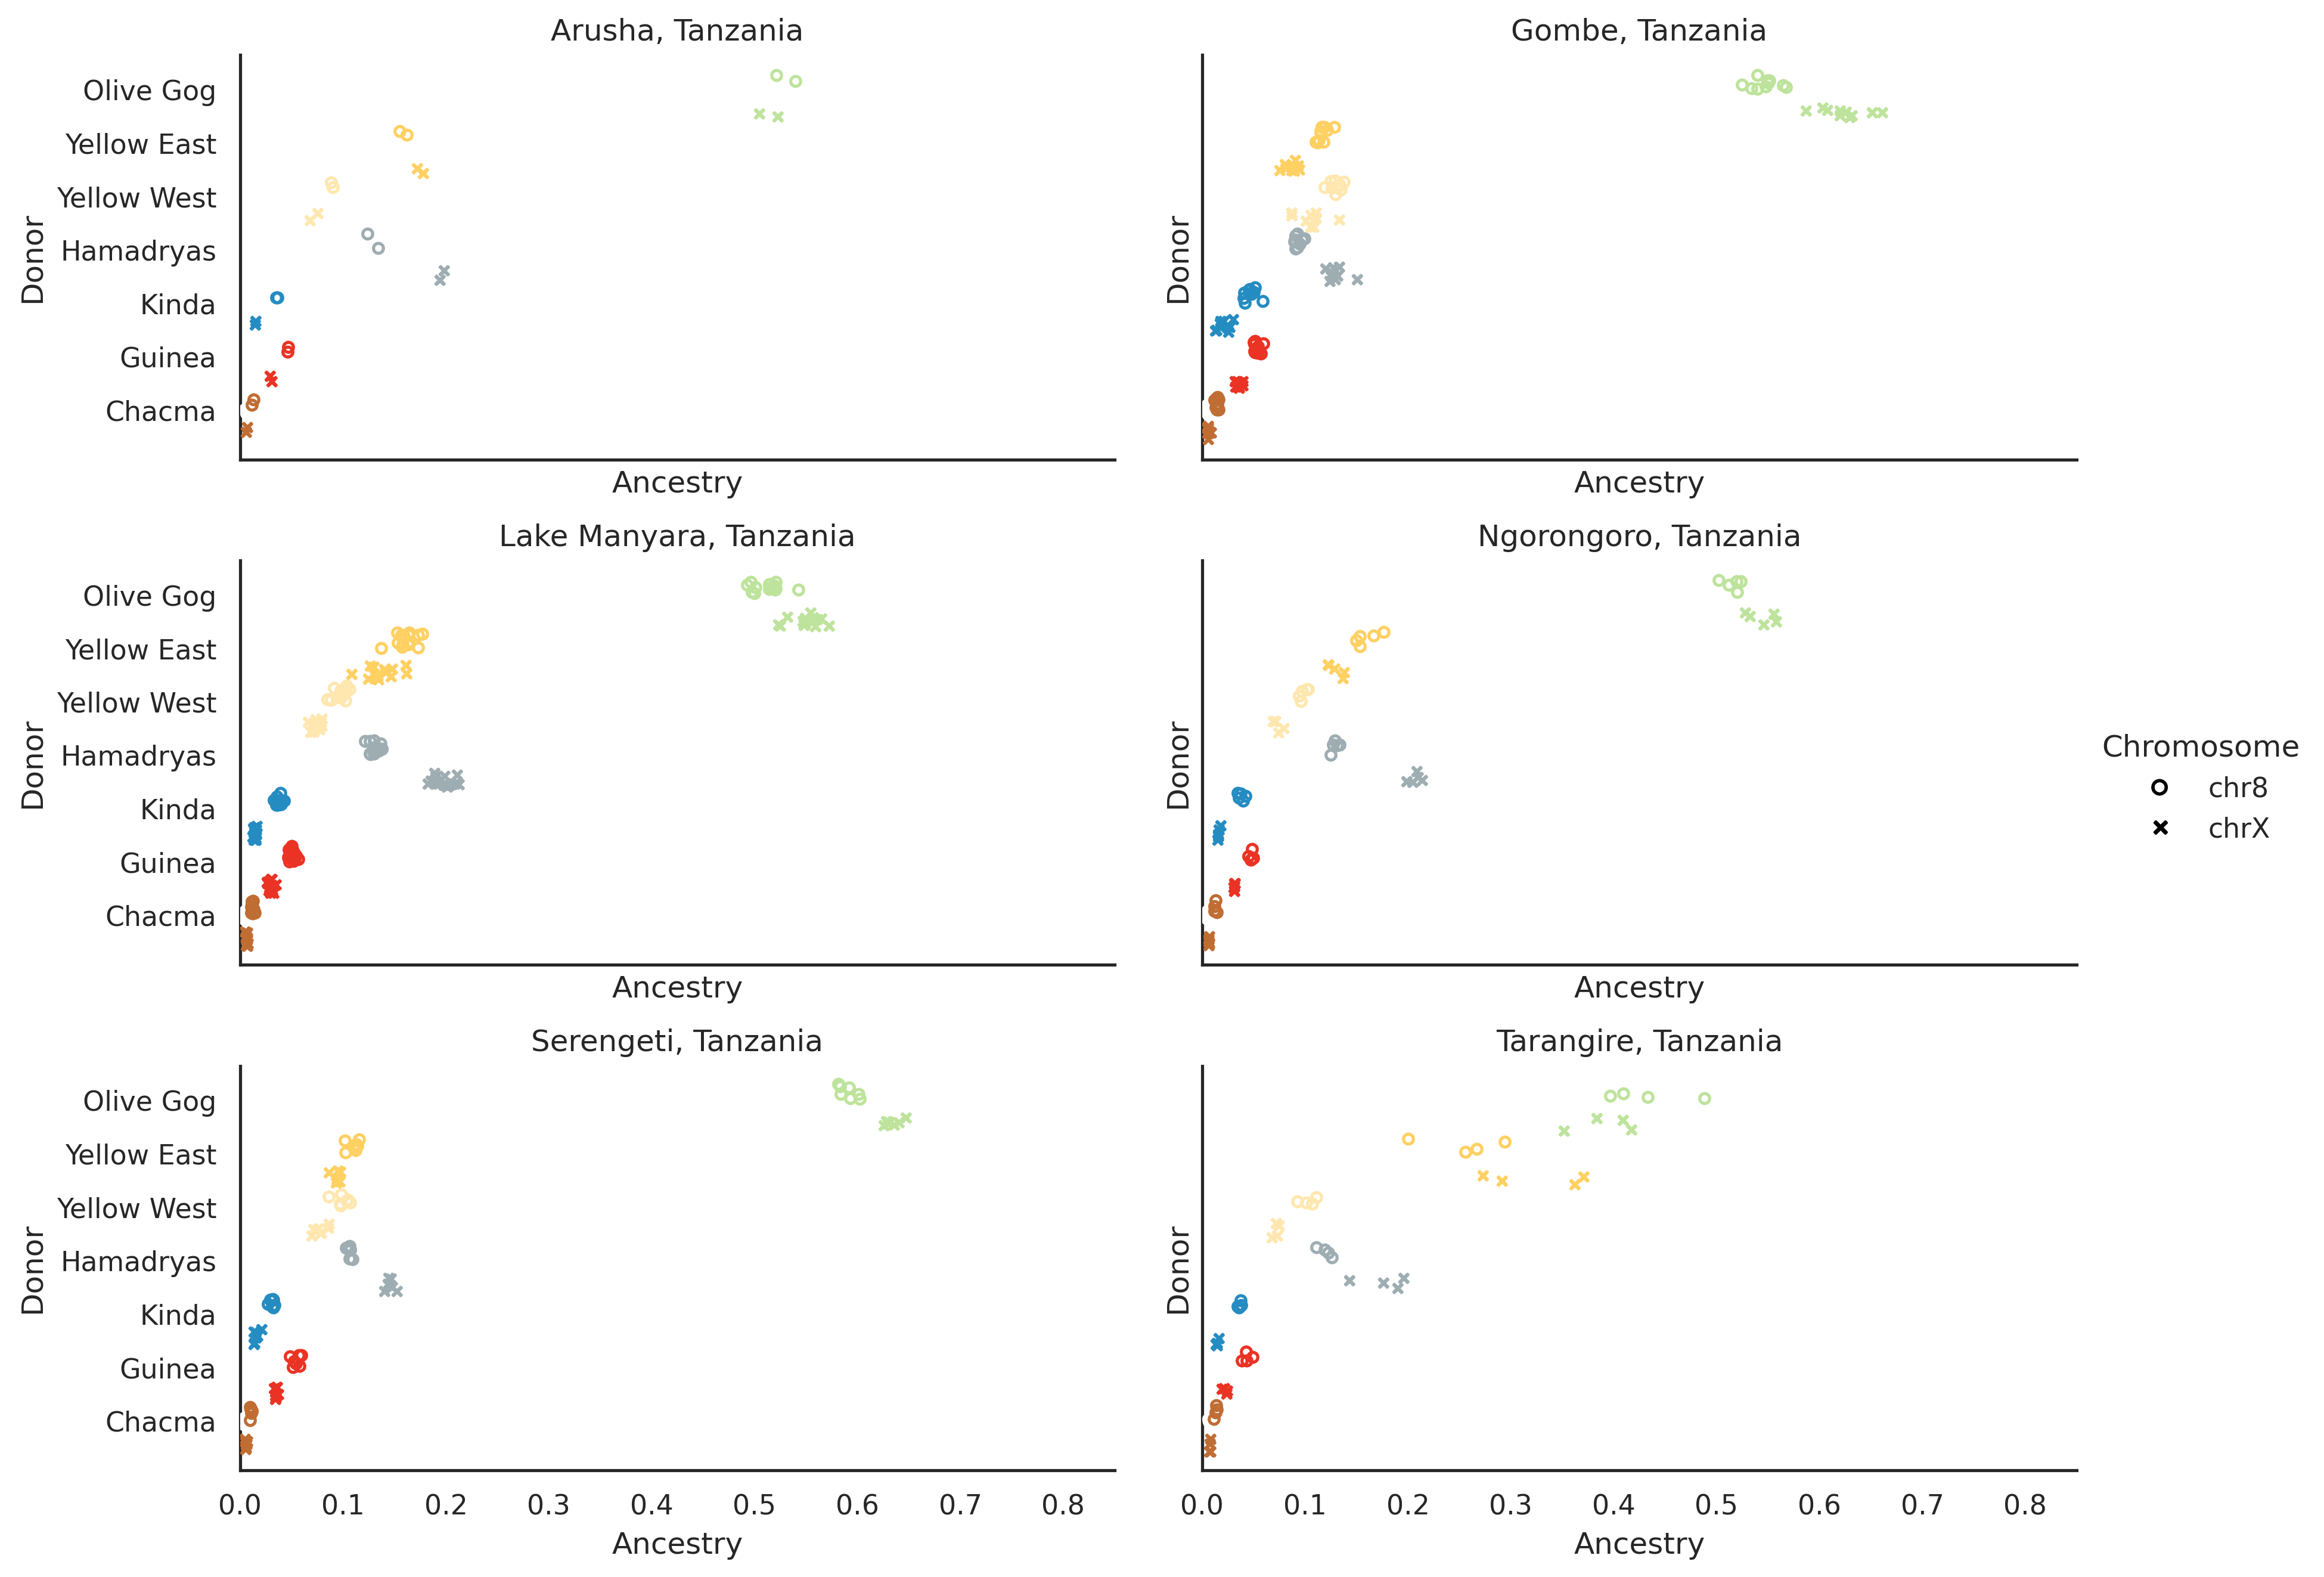 Arusha, Tanzania
Olive Gog
Yellow East
Yellow West
Hamadryas
Kinda
Guinea
Chacma
Donor
Ancestry
Gombe, Tanzania
Donor
Ancestry
Lake Manyara, Tanzania
Olive Gog
Yellow East
Yellow West
Hamadryas
Kinda
Guinea
Chacma
Donor
Ancestry
Ngorongoro, Tanzania
Donor
Ancestry
Chromosome
chr8
chrX
Serengeti, Tanzania
Olive Gog
Yellow East
Yellow West
Hamadryas
Kinda
Guinea
Chacma
Donor
0.0 0.1 0.2 0.3 0.4 0.5 0.6 0.7 0.8
Ancestry
Tarangire, Tanzania
Donor
0.0 0.1 0.2 0.3 0.4 0.5 0.6 0.7 0.8
Ancestry